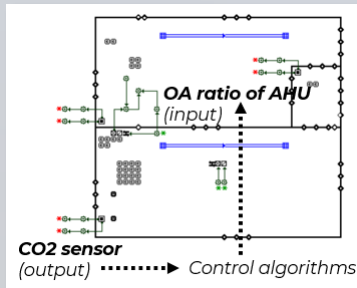 OA ratio of AHU
(input)
CO2 sensor
(output)
Control algorithms